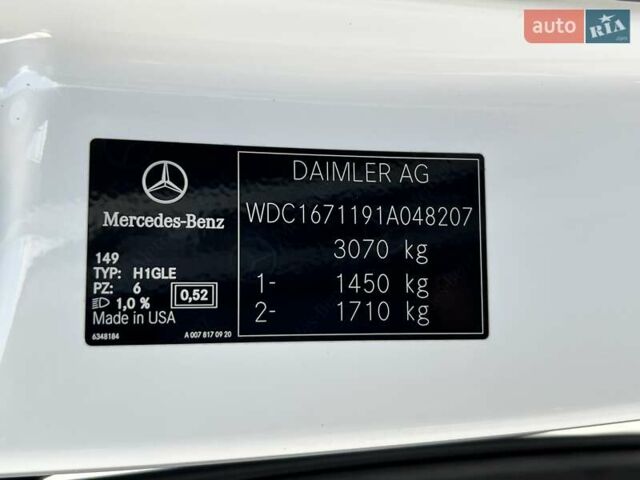 auto RIA.com
DAIMLER AG
Mercedes-Benz
WDC1671191A048207
3070 kg
149
TYP: H1GLE
1- 1450 kg
PZ: 6
1,0 % 0,52
2- 1710 kg
Made in USA
6348184 A 007 817 09 20